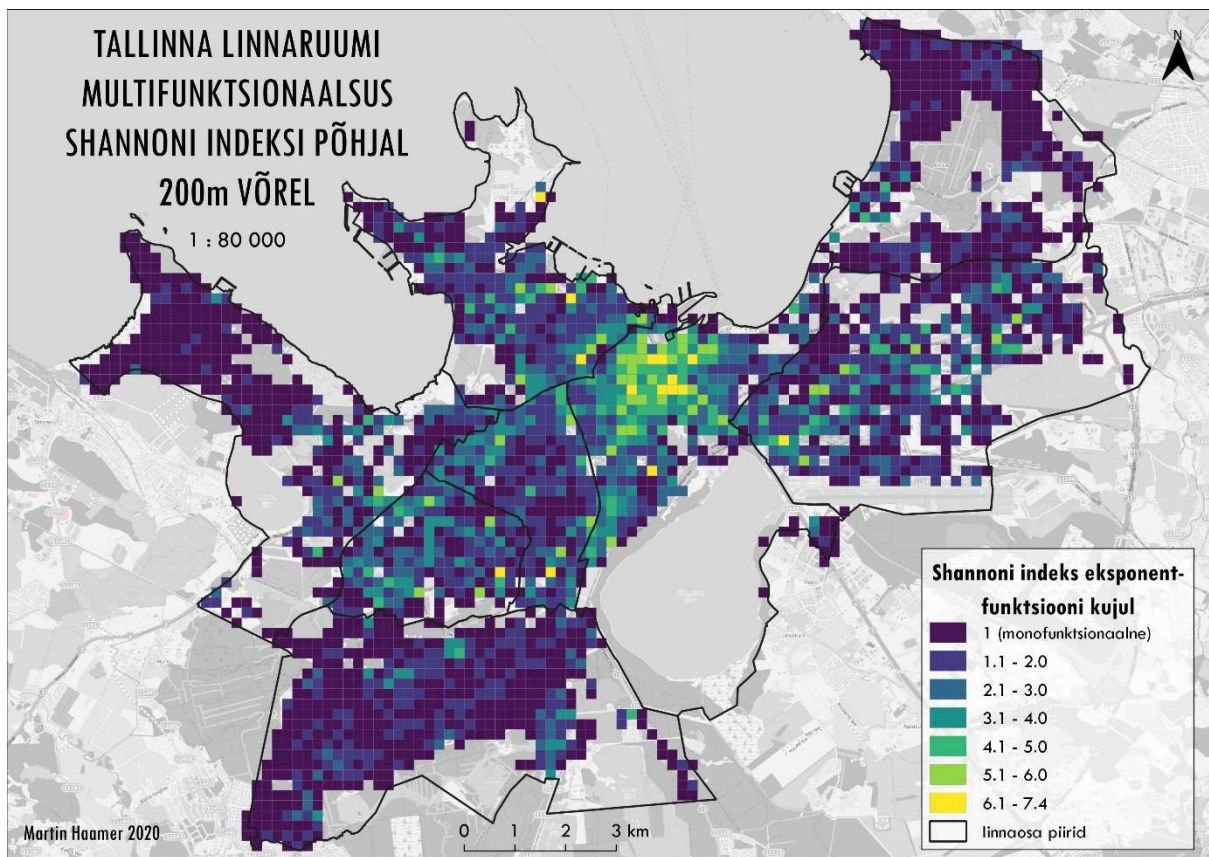 TALLINNA LINNARUUMI
MULTIFUNKTSIONAALSUS
SHANNONI INDEKSI PÕHJAL
200m VÕREL
1 : 80 000
N
Shannoni indeks eksponent-
funktsiooni kujul
1 (monofunktsionaalne)
1.1 - 2.0
2.1 - 3.0
3.1 - 4.0
4.1 - 5.0
5.1 - 6.0
6.1 - 7.4
linnaosa piirid
Martin Haamer 2020
0 1 2 3 km